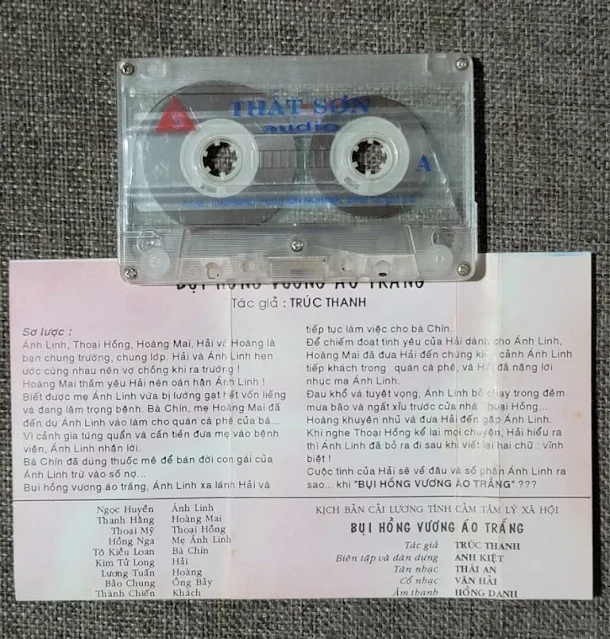 THẤT SƠN
audio
A
BỤI HỒNG VƯƠNG ÁO TRẮNG
Tác giả : TRÚC THANH
Sơ lược :
Ánh Linh, Thoại Hồng, Hoàng Mai, Hải và Hoàng là
bạn chung trường, chung lớp. Hải và Ánh Linh hẹn
ước cùng nhau nên vợ chồng khi ra trường !
Hoàng Mai thầm yêu Hải nên oán hận Ánh Linh !
Biết được mẹ Ánh Linh vừa bị lường gạt hết vốn liếng
và đang lâm trọng bệnh. Bà Chín, mẹ Hoàng Mai đã
đến dụ Ánh Linh vào làm cho quán cà phê của bà...
Vì cảnh gia túng quẩn và cần tiền đưa mẹ vào bệnh
viện, Ánh Linh nhận lời.
Bà Chín đã dùng thuốc mê để bán đời con gái của
Ánh Linh trừ vào số nợ...
Bụi hồng vương áo trắng, Ánh Linh xa lánh Hải và
tiếp tục làm việc cho bà Chín.
Để chiếm đoạt tình yêu của Hải dành cho Ánh Linh,
Hoàng Mai đã đưa Hải đến chứng kiến cảnh Ánh Linh
tiếp khách trong quán cà phê, và Hải đã nặng lời
nhục mạ Ánh Linh.
Đau khổ và tuyệt vọng, Ánh Linh bỏ chạy trong đêm
mưa bão và ngất xỉu trước cửa nhà Thoại Hồng...
Hoàng khuyên nhủ và đưa Hải đến gặp Ánh Linh.
Khi nghe Thoại Hồng kể lại mọi chuyện, Hải hiểu ra
thì Ánh Linh đã bỏ ra đi sau khi viết lại hai chữ : vĩnh
biệt !
Cuộc tình của Hải sẽ về đâu và số phận Ánh Linh ra
sao... khi "BỤI HỒNG VƯƠNG ÁO TRẮNG" ???
Ngọc Huyền Ánh Linh
Thanh Hằng Hoàng Mai
Thoại Mỹ Thoại Hồng
Hồng Nga Mẹ Ánh Linh
Tô Kiều Loan Bà Chín
Kim Tử Long Hải
Lương Tuấn Hoàng
Bảo Chung Ông Bảy
Thành Chiến Khách
KỊCH BẢN CẢI LƯƠNG TÌNH CẢM TÂM LÝ XÃ HỘI
BỤI HỒNG VƯƠNG ÁO TRẮNG
Tác giả TRÚC THANH
Biên tập và dàn dựng ANH KIỆT
Tân nhạc THÁI AN
Cổ nhạc VĂN HẢI
Âm thanh HỒNG DANH